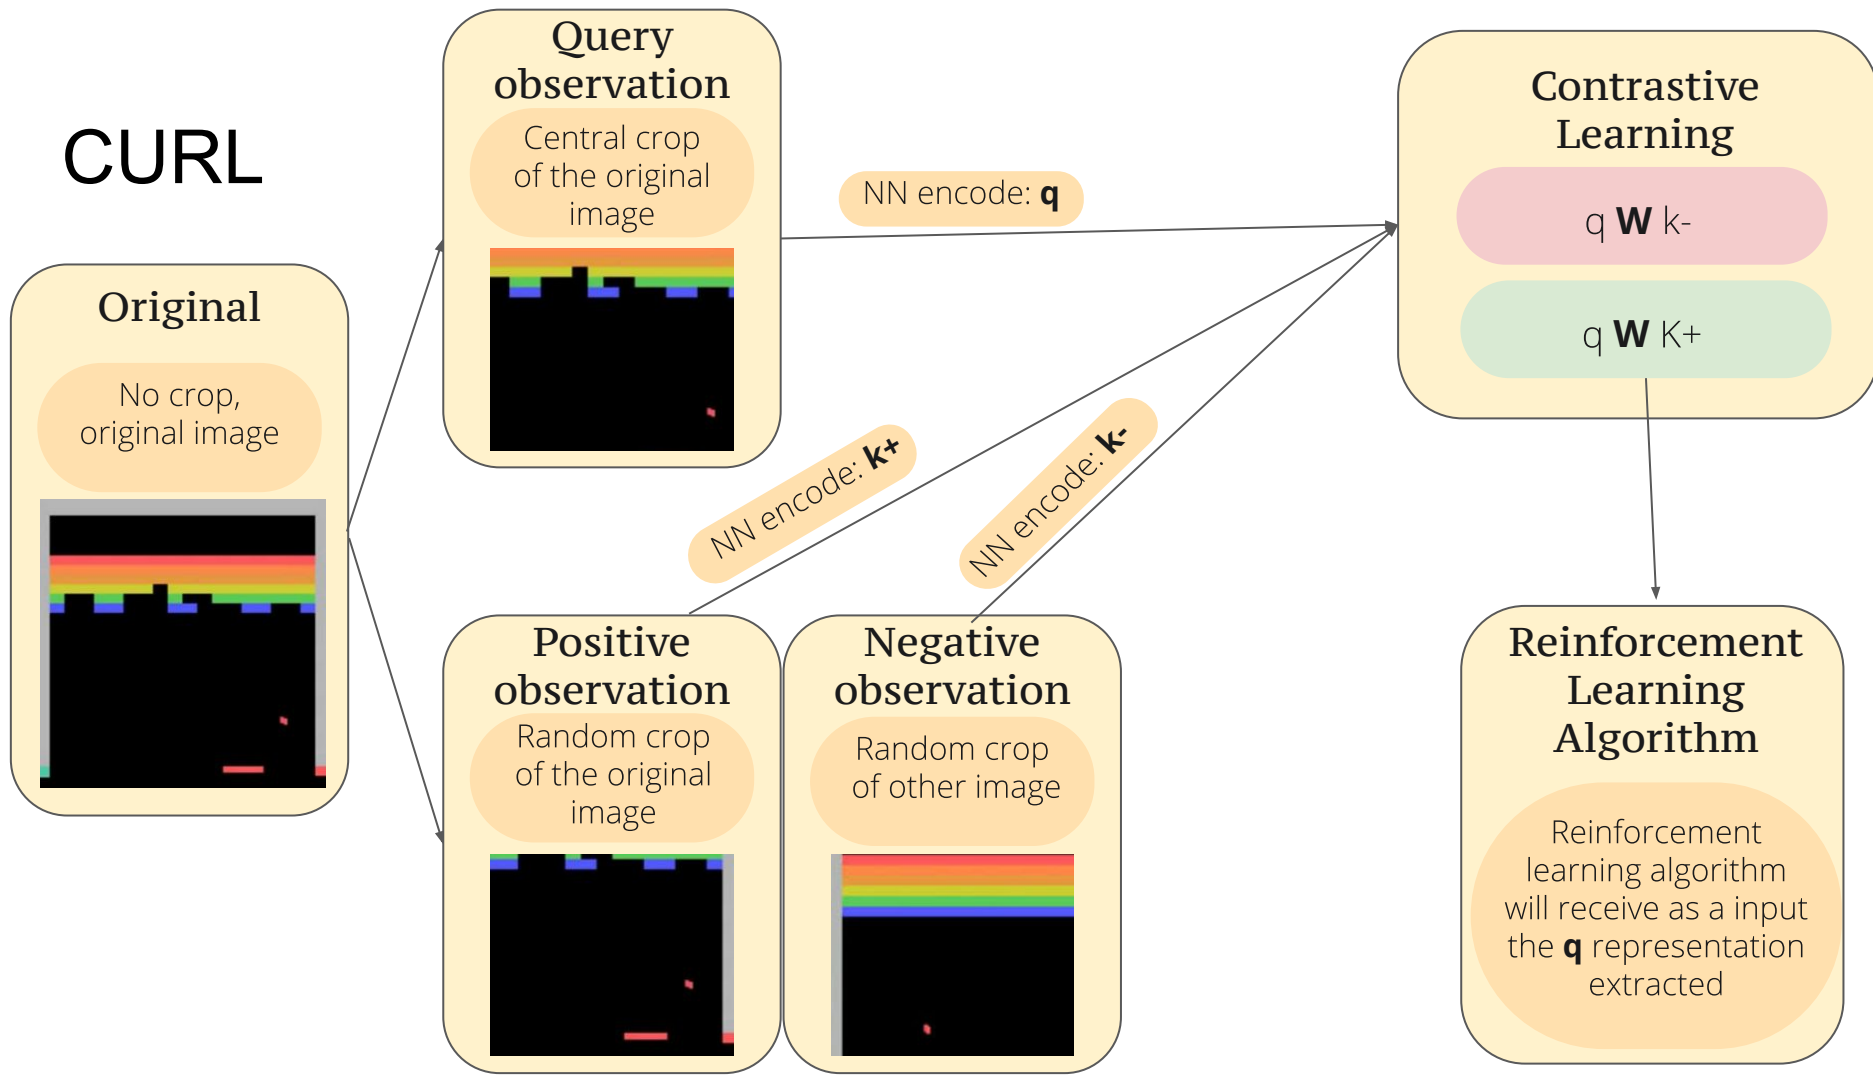 CURL
Original
No crop,
original image
Query
observation
Central crop
of the original
image
NN encode: q
NN encode: k+
NN encode: k-
Positive
observation
Random crop
of the original
image
Negative
observation
Random crop
of other image
Contrastive
Learning
q W k-
q W K+
Reinforcement
Learning
Algorithm
Reinforcement
learning algorithm
will receive as a input
the q representation
extracted